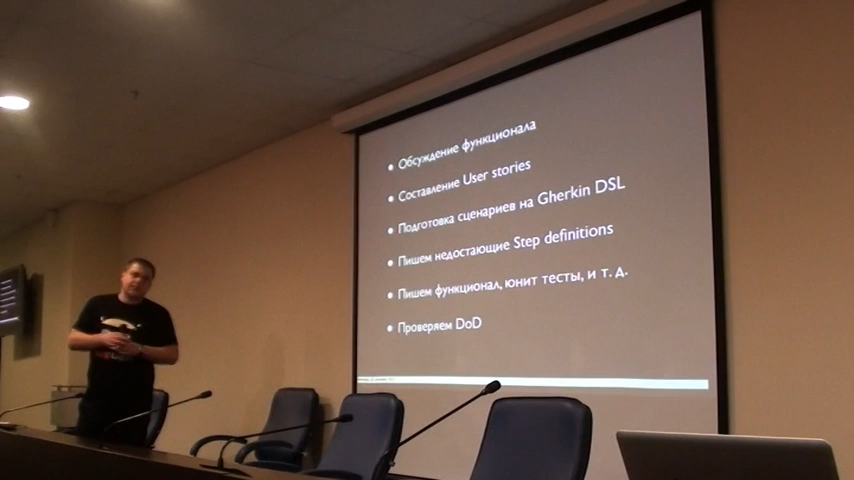 • Обсуждение функционала
• Составление User stories
• Подготовка сценариев на Gherkin DSL
• Пишем недостающие Step definitions
• Пишем функционал, юнит тесты, и т. д.
• Проверяем DoD